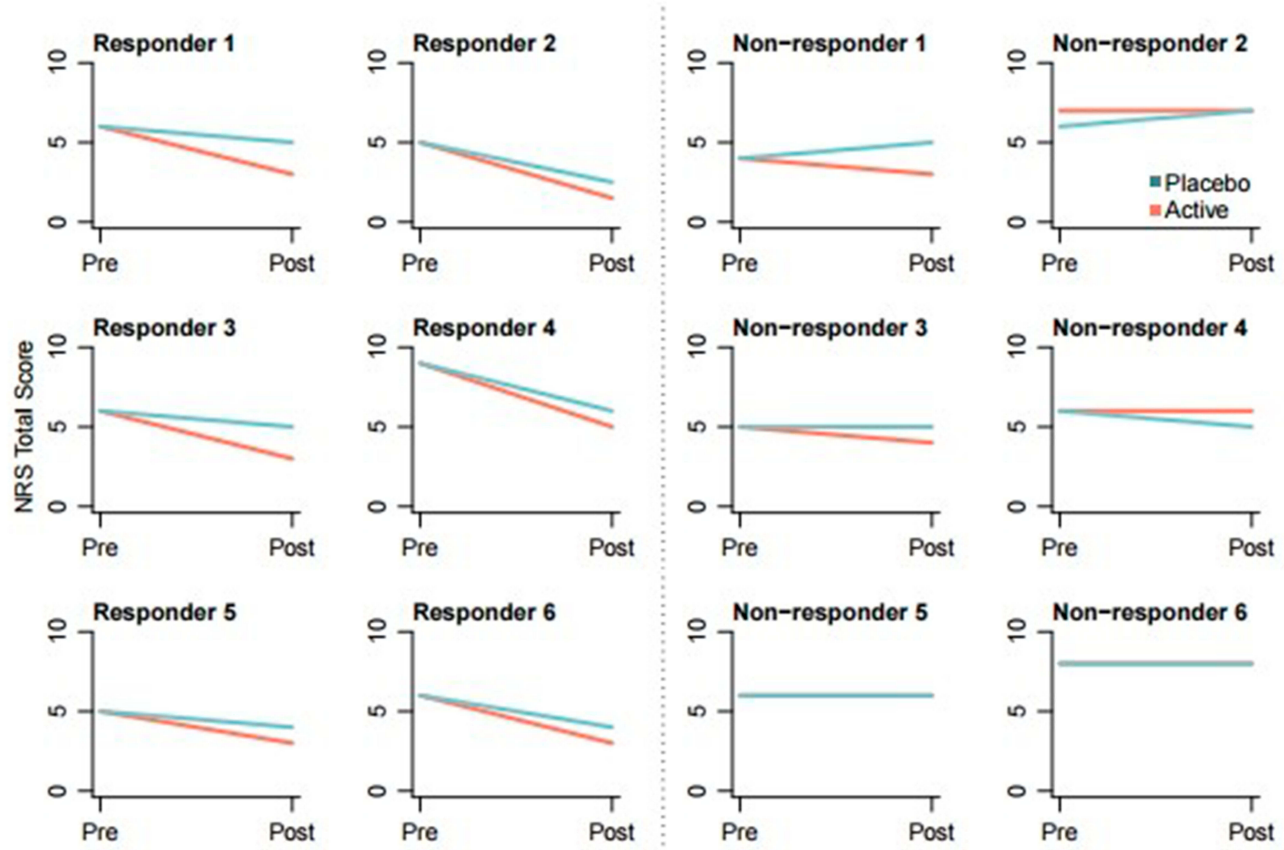 Responder 1 Responder 2 Non-responder 1 Non-responder 2
10 10 10 10
5 5 5 5
Placebo
Active
0 0 0 0
Pre Post Pre Post Pre Post Pre Post
NRS Total Score
Responder 3 Responder 4 Non-responder 3 Non-responder 4
10 10 10 10
5 5 5 5
0 0 0 0
Pre Post Pre Post Pre Post Pre Post
Responder 5 Responder 6 Non-responder 5 Non-responder 6
10 10 10 10
5 5 5 5
0 0 0 0
Pre Post Pre Post Pre Post Pre Post